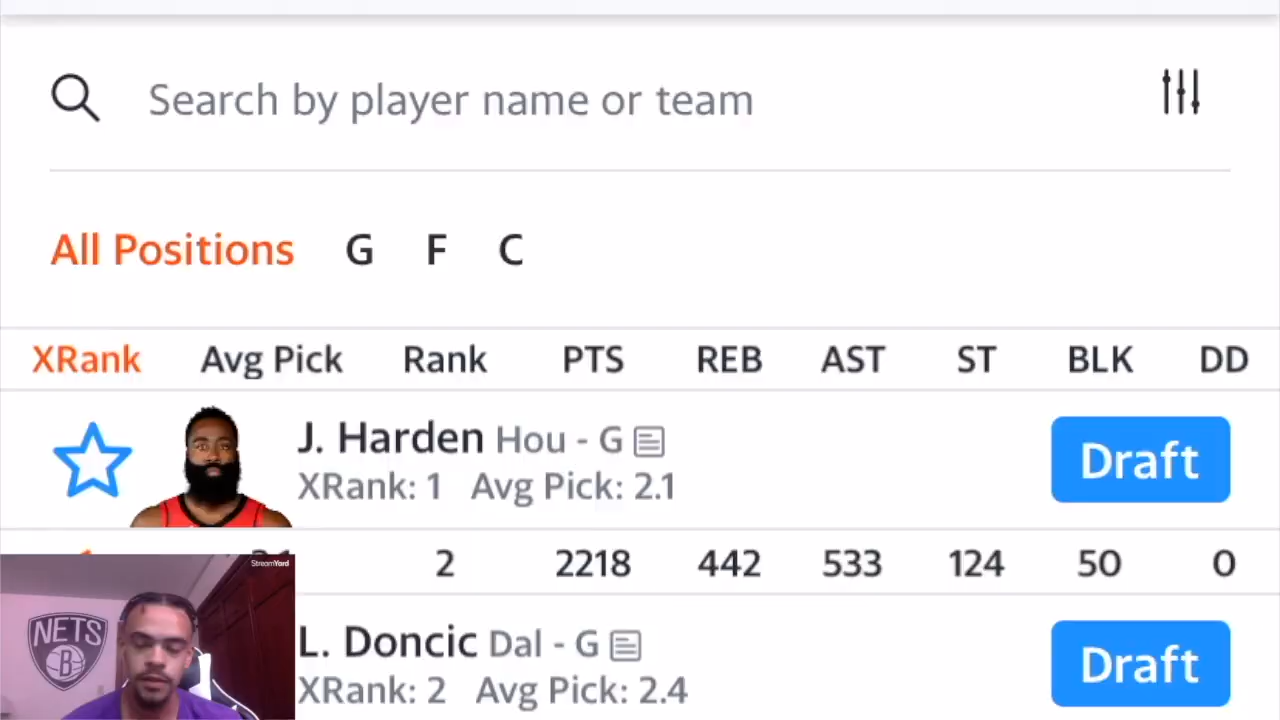 Search by player name or team
All Positions G F C
XRank Avg Pick Rank PTS REB AST ST BLK DD
J. Harden Hou - G
XRank: 1 Avg Pick: 2.1
Draft
2 2218 442 533 124 50 0
StreamYard
NETS
B
L. Doncic Dal - G
XRank: 2 Avg Pick: 2.4
Draft